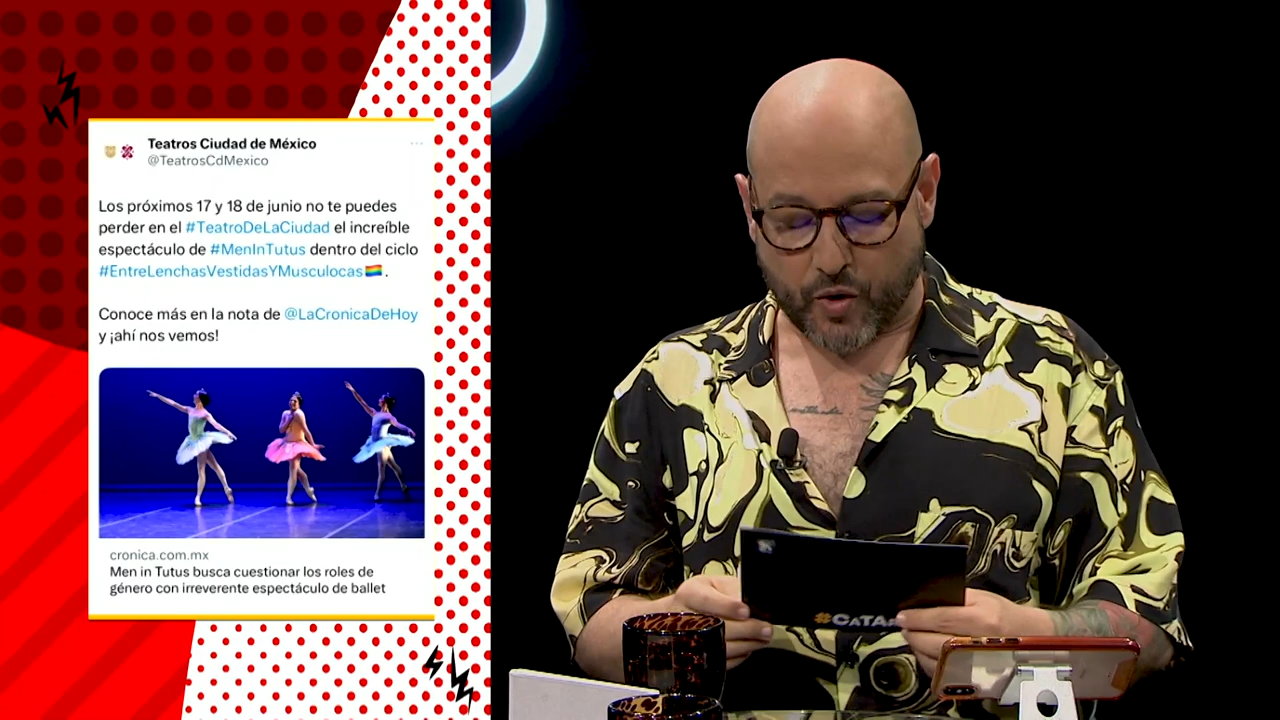 Teatros Ciudad de México
@TeatrosCdMexico
Los próximos 17 y 18 de junio no te puedes
perder en el #TeatroDeLaCiudad el increíble
espectáculo de #MenInTutus dentro del ciclo
#EntreLenchasVestidasYMusculocas🏳️‍🌈.
Conoce más en la nota de @LaCronicaDeHoy
y ¡ahí nos vemos!
cronica.com.mx
Men in Tutus busca cuestionar los roles de
género con irreverente espectáculo de ballet